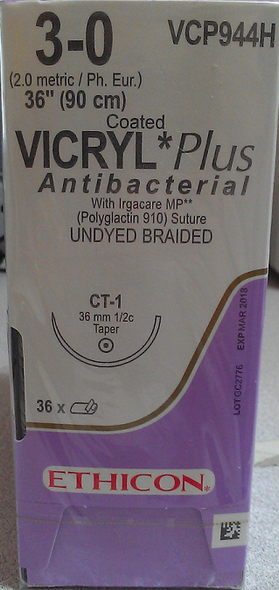 3-0
VCP944H
(2.0 metric / Ph. Eur.)
36" (90 cm)
Coated
VICRYL*Plus
Antibacterial
With Irgacare MP**
(Polyglactin 910) Suture
UNDYED BRAIDED
CT-1
36 mm 1/2c
Taper
36 x
LOT GC2776 EXP MAR 2018
ETHICON